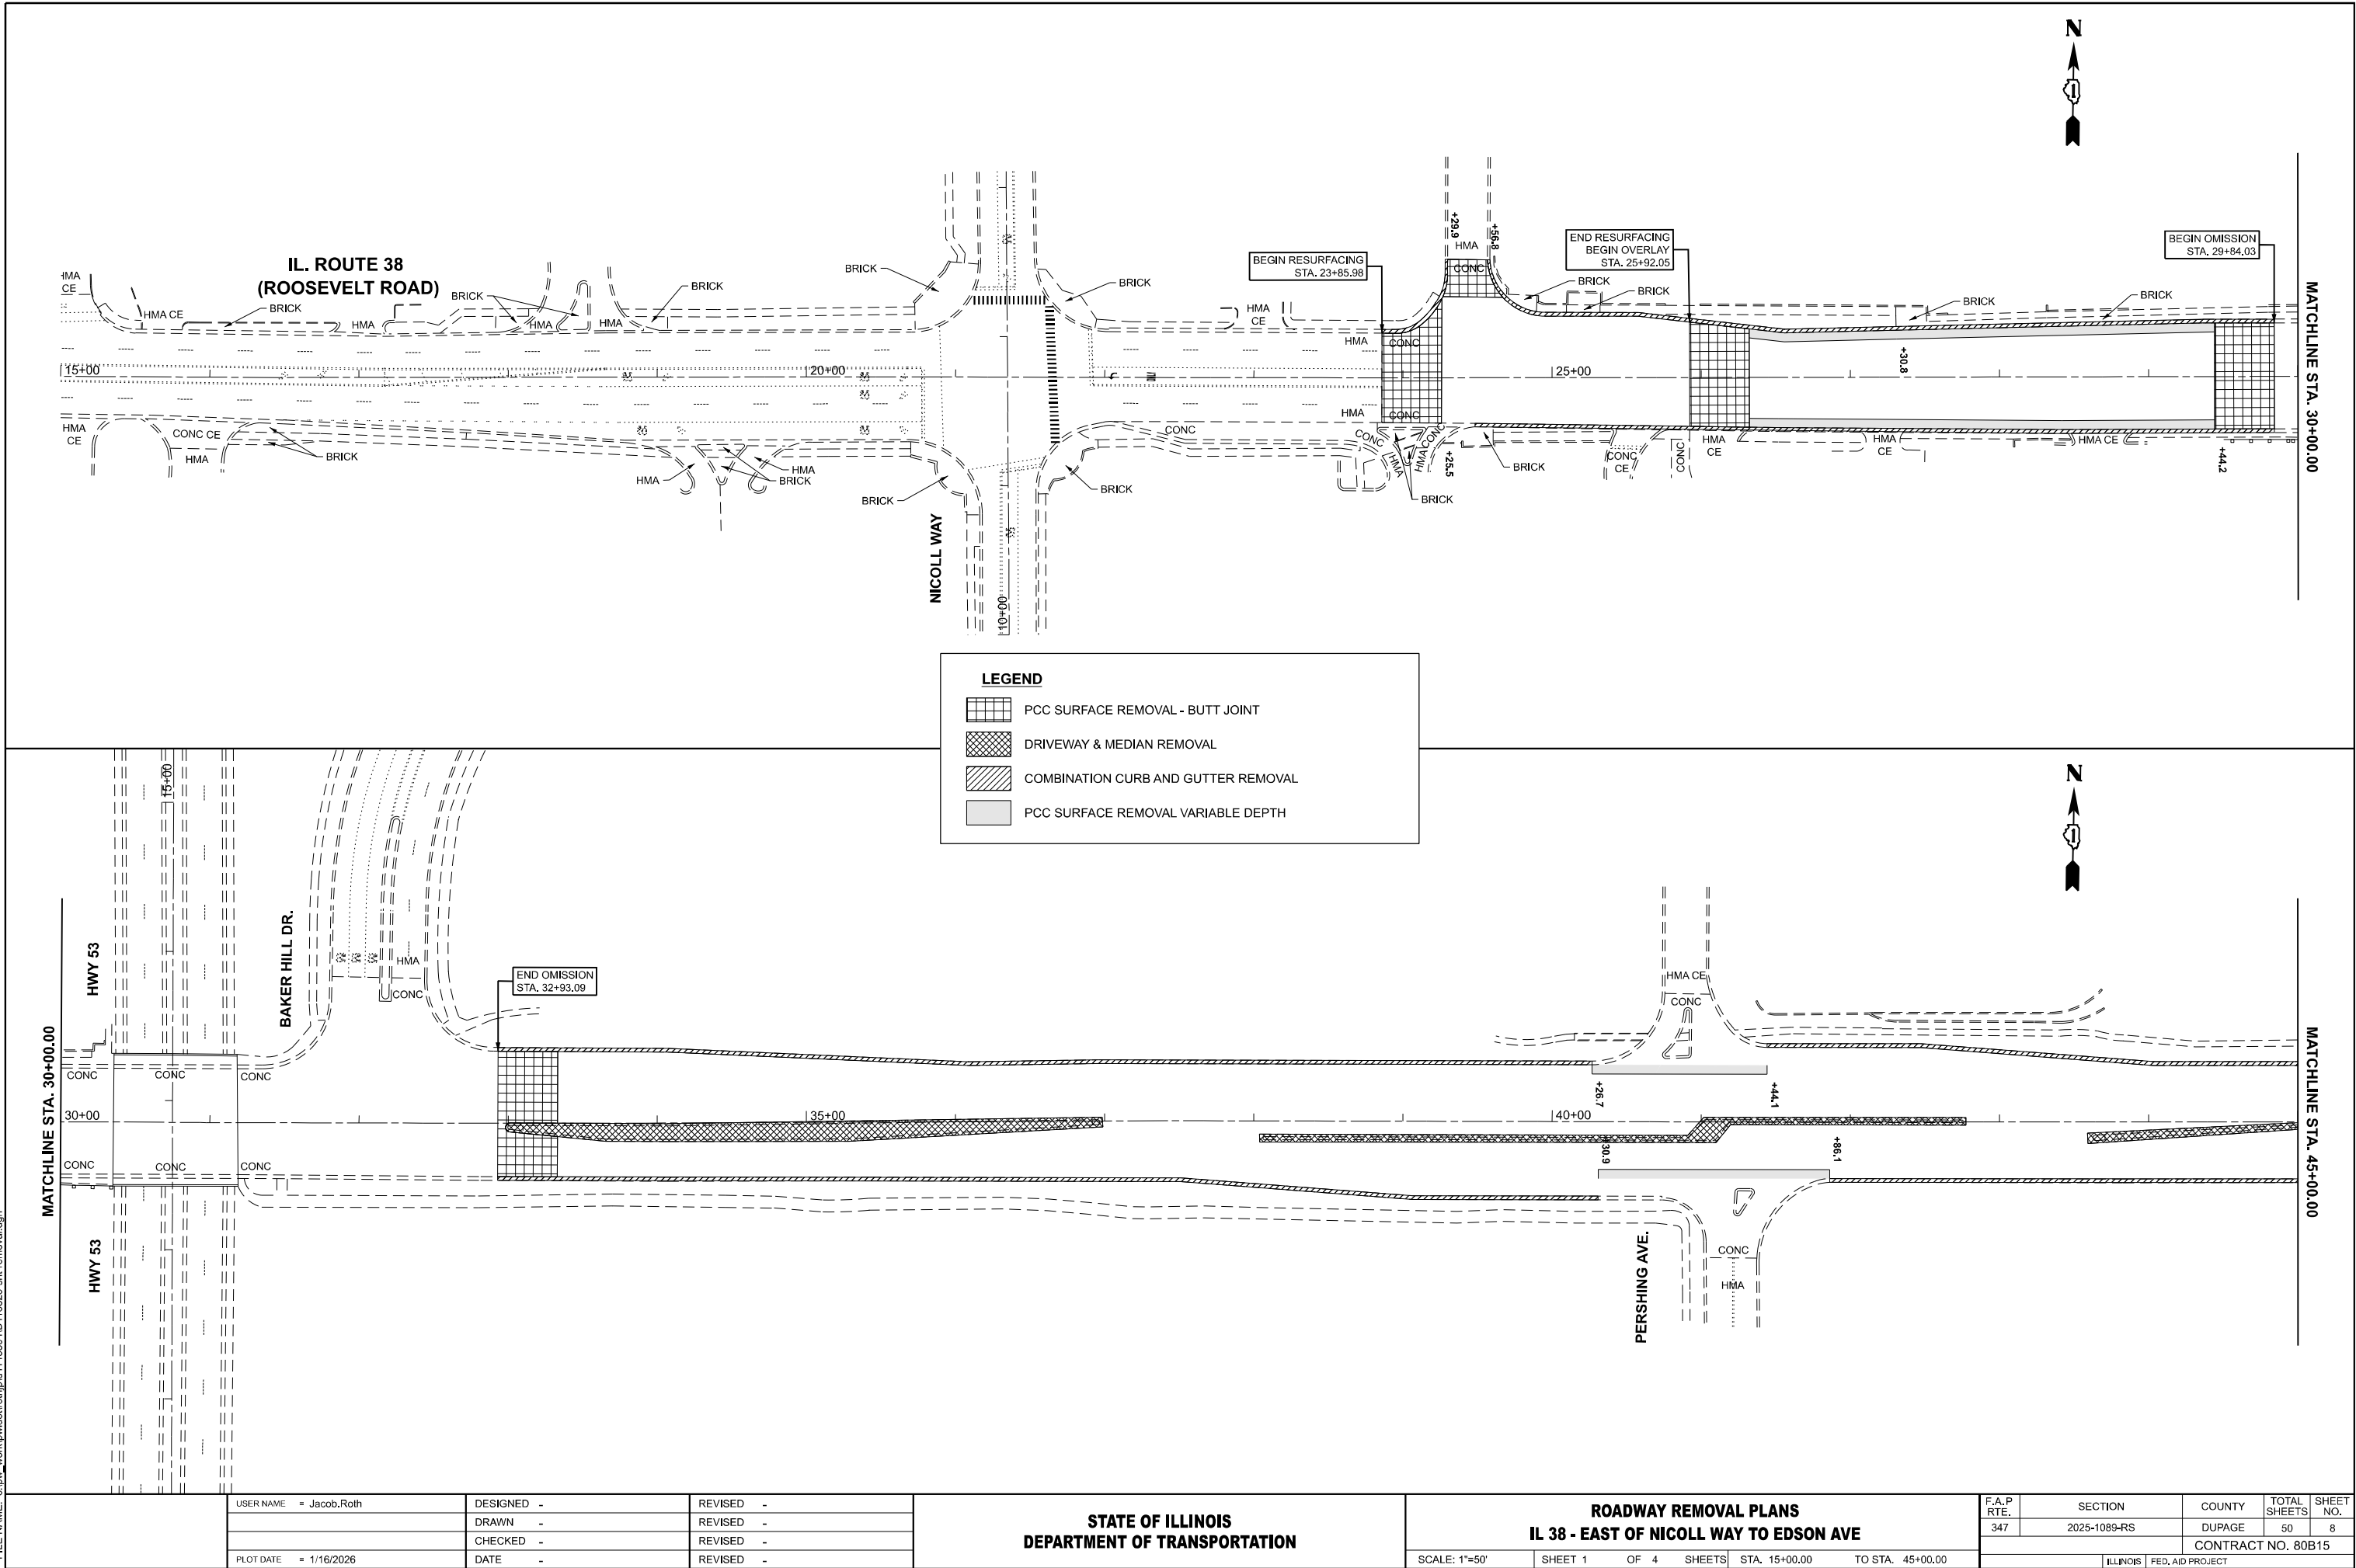 N
1
IL. ROUTE 38
(ROOSEVELT ROAD)
HMA CE
BRICK
HMA
BRICK
HMA
HMA
BRICK
BRICK
BRICK
HMA
CE
BEGIN RESURFACING
STA. 23+85.98
+29.9
+56.8
HMA
CONC
END RESURFACING
BEGIN OVERLAY
STA. 25+92.05
BRICK
BRICK
BRICK
BRICK
BEGIN OMISSION
STA. 29+84.03
MATCHLINE STA. 30+00.00
HMA
CONC
15+00
20+00
25+00
+30.8
HMA
CE
CONC CE
HMA
BRICK
HMA
HMA
BRICK
BRICK
BRICK
CONC
HMA
CONC
CONC
HMA
HMA
CONC
+25.5
BRICK
BRICK
CONC
CE
CONC
HMA
CE
HMA
CE
HMA CE
+44.2
NICOLL WAY
10+00
LEGEND
PCC SURFACE REMOVAL - BUTT JOINT
DRIVEWAY & MEDIAN REMOVAL
COMBINATION CURB AND GUTTER REMOVAL
PCC SURFACE REMOVAL VARIABLE DEPTH
N
1
15+00
HWY 53
BAKER HILL DR.
HMA
CONC
END OMISSION
STA. 32+93.09
HMA CE
CONC
MATCHLINE STA. 30+00.00
CONC
CONC
CONC
30+00
35+00
40+00
+26.7
+44.1
+30.9
+86.1
CONC
CONC
CONC
MATCHLINE STA. 45+00.00
HWY 53
PERSHING AVE.
CONC
HMA
USER NAME = Jacob.Roth
PLOT DATE = 1/16/2026
DESIGNED -
DRAWN -
CHECKED -
DATE -
REVISED -
REVISED -
REVISED -
REVISED -
STATE OF ILLINOIS
DEPARTMENT OF TRANSPORTATION
ROADWAY REMOVAL PLANS
IL 38 - EAST OF NICOLL WAY TO EDSON AVE
SCALE: 1"=50' SHEET 1 OF 4 SHEETS STA. 15+00.00 TO STA. 45+00.00
F.A.P RTE. SECTION COUNTY TOTAL SHEETS SHEET NO.
347 2025-1089-RS DUPAGE 50 8
CONTRACT NO. 80B15
ILLINOIS FED. AID PROJECT